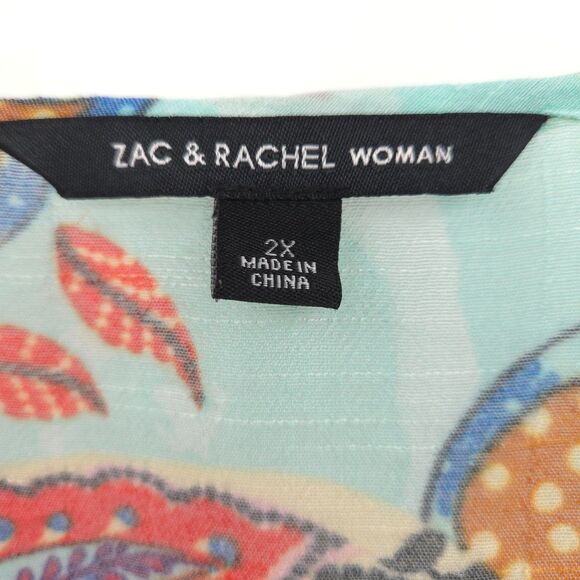 ZAC & RACHEL WOMAN
2X
MADE IN
CHINA